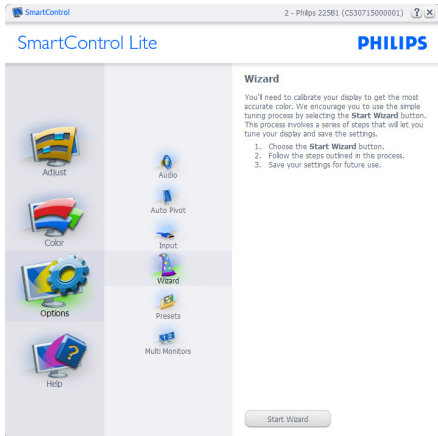 SmartControl
2 - Philips 225B1 (CS30715000001)
? X
SmartControl Lite
PHILIPS
Adjust
Color
Options
Help
Audio
Auto Pivot
Input
Wizard
Presets
Multi Monitors
Wizard
You'll need to calibrate your display to get the most
accurate color. We encourage you to use the simple
tuning process by selecting the Start Wizard button.
This process involves a series of steps that will let you
tune your display and save the settings.
1. Choose the Start Wizard button.
2. Follow the steps outlined in this process.
3. Save your settings for future use.
Start Wizard